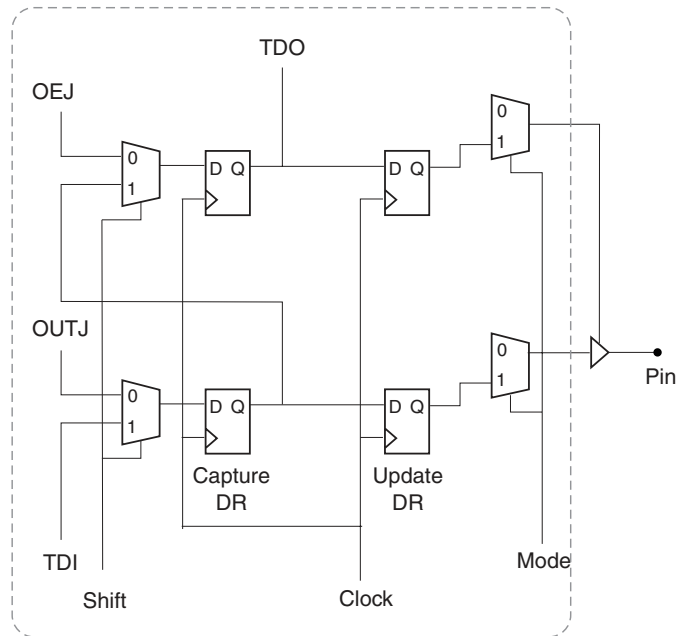 TDO
OEJ
0
1
D Q
D Q
0
1
OUTJ
0
1
D Q
D Q
0
1
Pin
Capture
DR
Update
DR
TDI
Shift
Clock
Mode